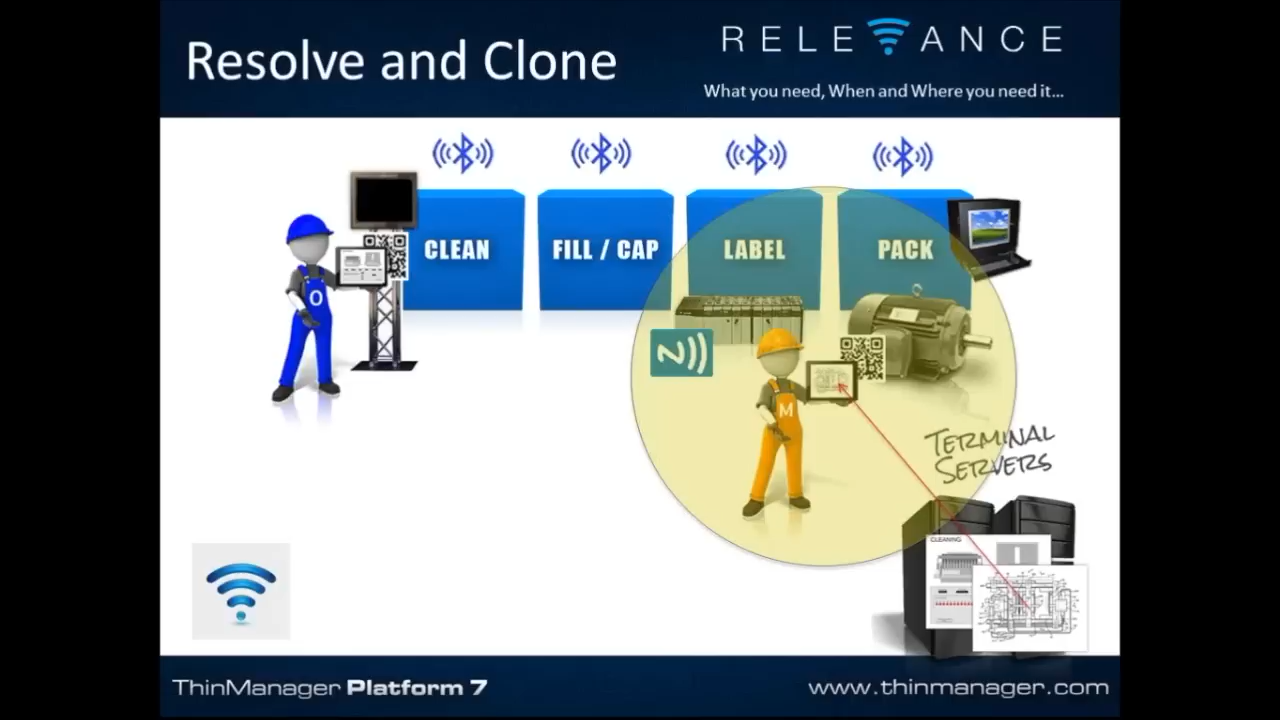 Resolve and Clone
RELEVANCE
What you need, When and Where you need it...
CLEAN
FILL / CAP
LABEL
PACK
O
N
M
TERMINAL
SERVERS
CLEANING
ThinManager Platform 7
www.thinmanager.com